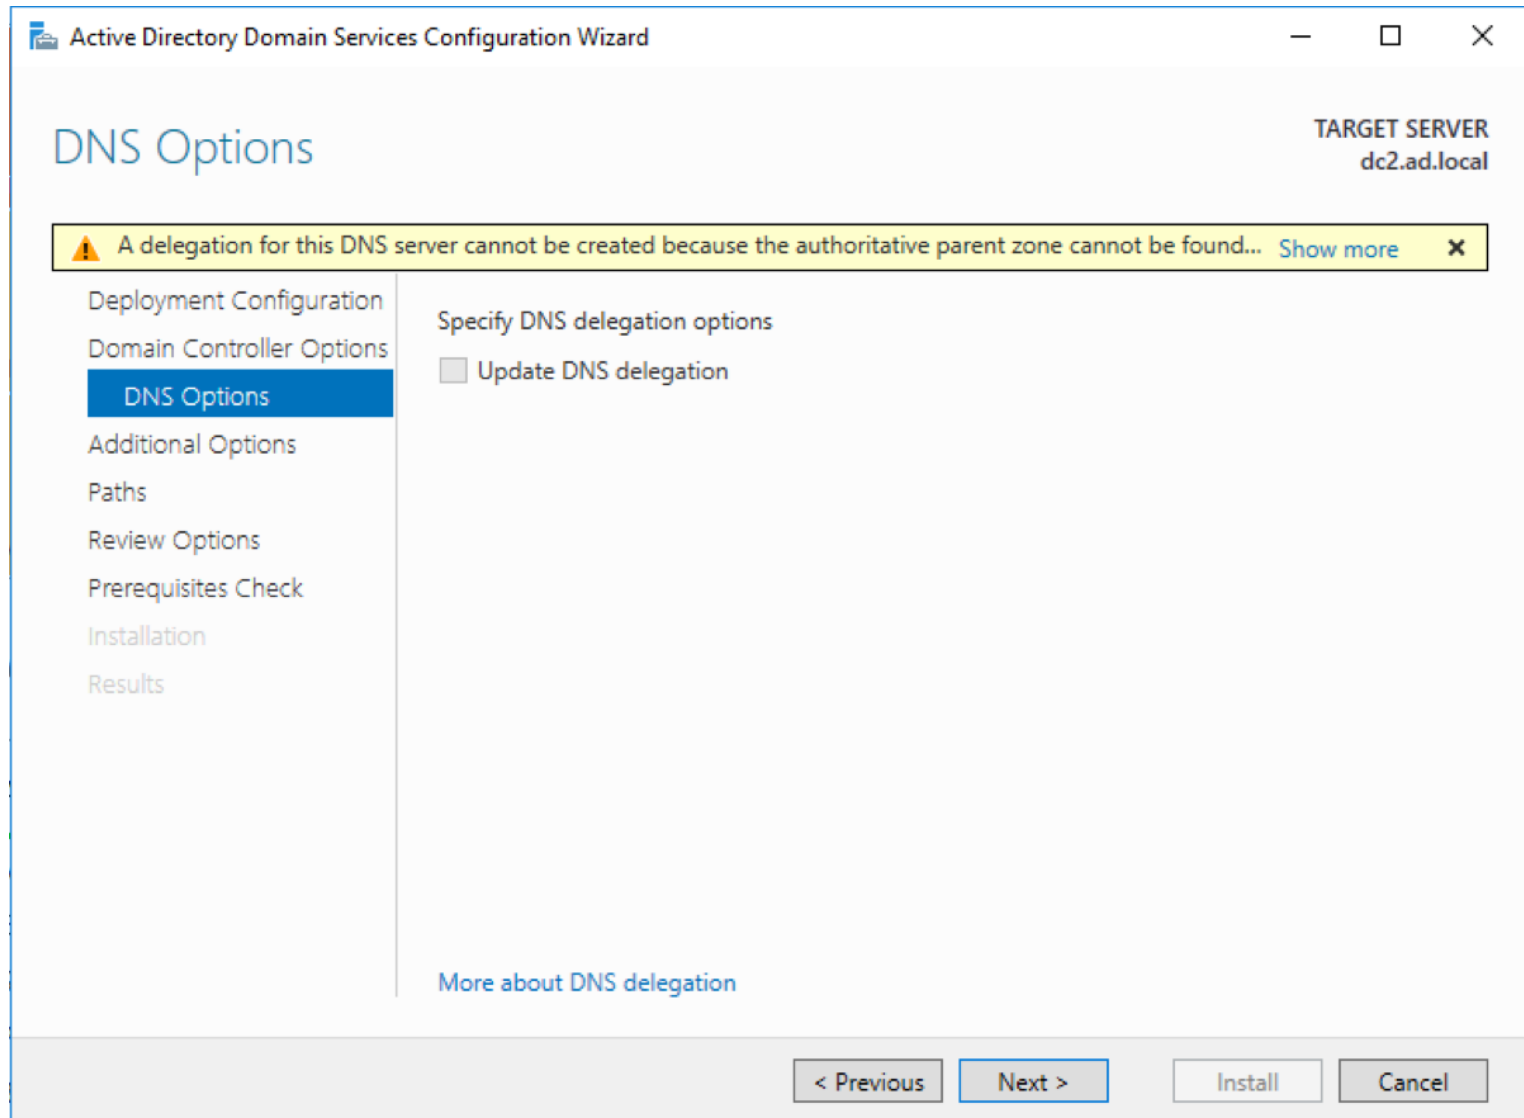 Active Directory Domain Services Configuration Wizard
DNS Options
TARGET SERVER
dc2.ad.local
A delegation for this DNS server cannot be created because the authoritative parent zone cannot be found... Show more
Deployment Configuration
Domain Controller Options
DNS Options
Additional Options
Paths
Review Options
Prerequisites Check
Installation
Results
Specify DNS delegation options
Update DNS delegation
More about DNS delegation
< Previous
Next >
Install
Cancel